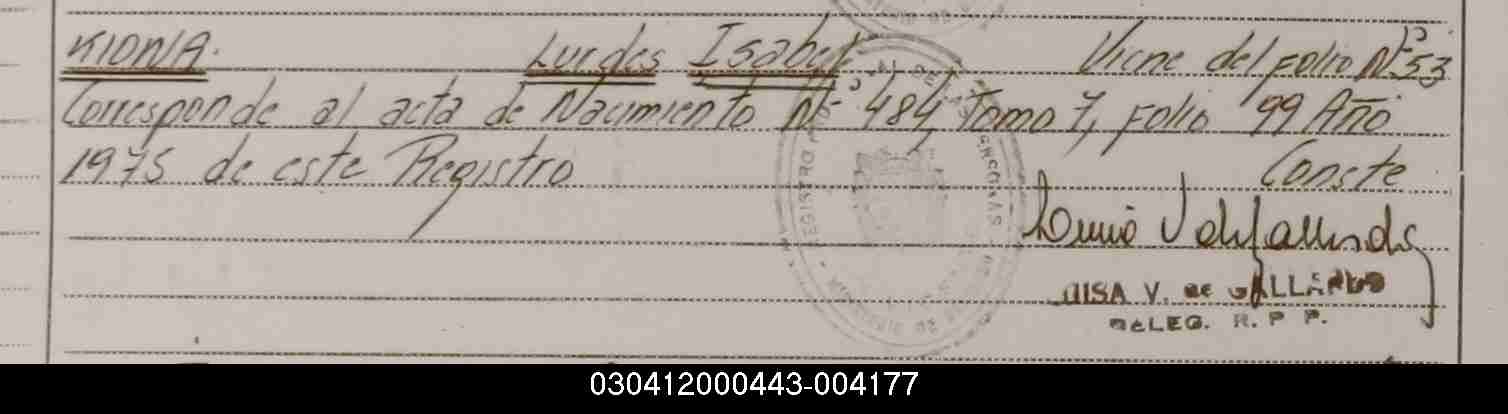 KIONIA. Lurdes Isabel Viene del folio Nº 53
Corresponde al acta de Nacimiento Nº 484, Tomo 7, Folio 99 Año
1975 de este Registro Conste
LUISA V. DE GALLARDO
DELEG. R. P P.
030412000443-004177